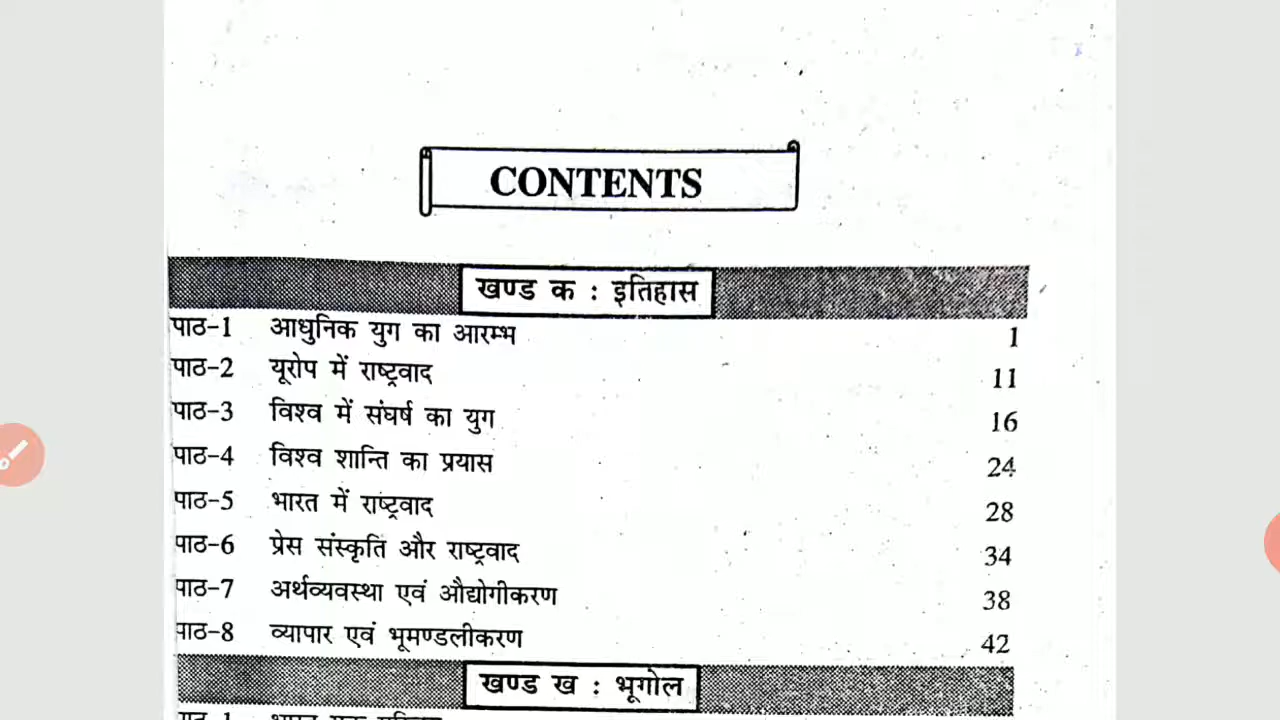 CONTENTS
खण्ड क : इतिहास
पाठ-1 आधुनिक युग का आरम्भ 1
पाठ-2 यूरोप में राष्ट्रवाद 11
पाठ-3 विश्व में संघर्ष का युग 16
पाठ-4 विश्व शान्ति का प्रयास 24
पाठ-5 भारत में राष्ट्रवाद 28
पाठ-6 प्रेस संस्कृति और राष्ट्रवाद 34
पाठ-7 अर्थव्यवस्था एवं औद्योगीकरण 38
पाठ-8 व्यापार एवं भूमण्डलीकरण 42
खण्ड ख : भूगोल